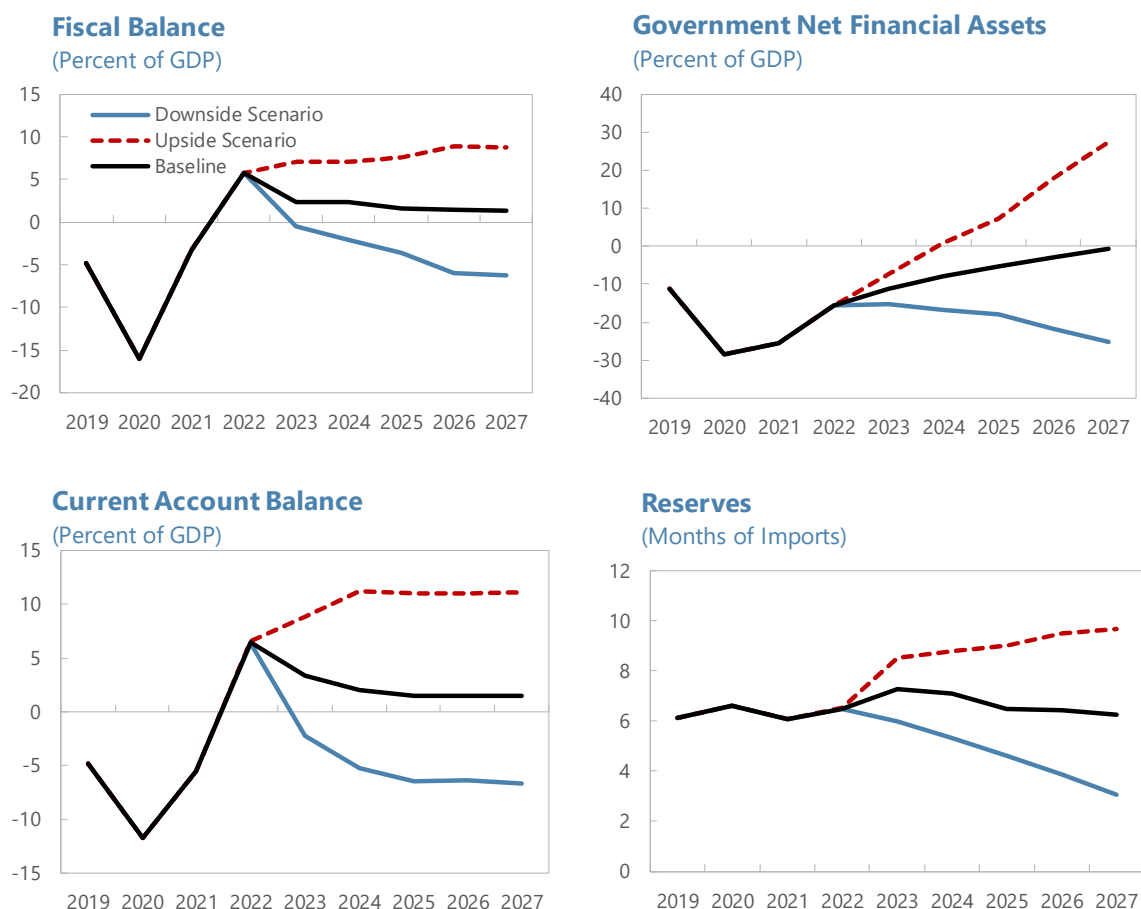 Fiscal Balance
(Percent of GDP)
15
10
5
0
-5
-10
-15
-20
Downside Scenario
Upside Scenario
Baseline
2019 2020 2021 2022 2023 2024 2025 2026 2027
Government Net Financial Assets
(Percent of GDP)
40
30
20
10
0
-10
-20
-30
-40
2019 2020 2021 2022 2023 2024 2025 2026 2027
Current Account Balance
(Percent of GDP)
15
10
5
0
-5
-10
-15
2019 2020 2021 2022 2023 2024 2025 2026 2027
Reserves
(Months of Imports)
12
10
8
6
4
2
0
2019 2020 2021 2022 2023 2024 2025 2026 2027